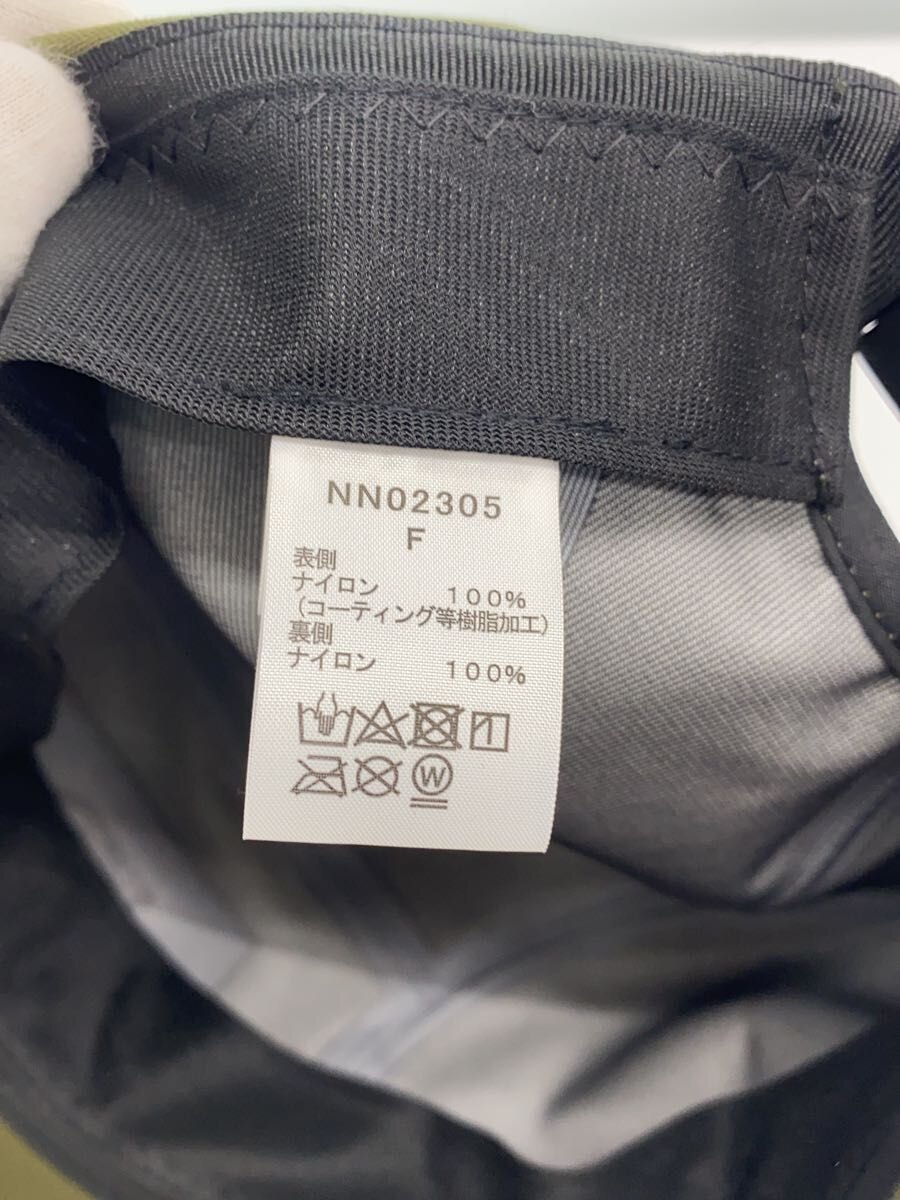 NN02305
F
表側
ナイロン 100%
(コーティング等樹脂加工)
裏側
ナイロン 100%
W